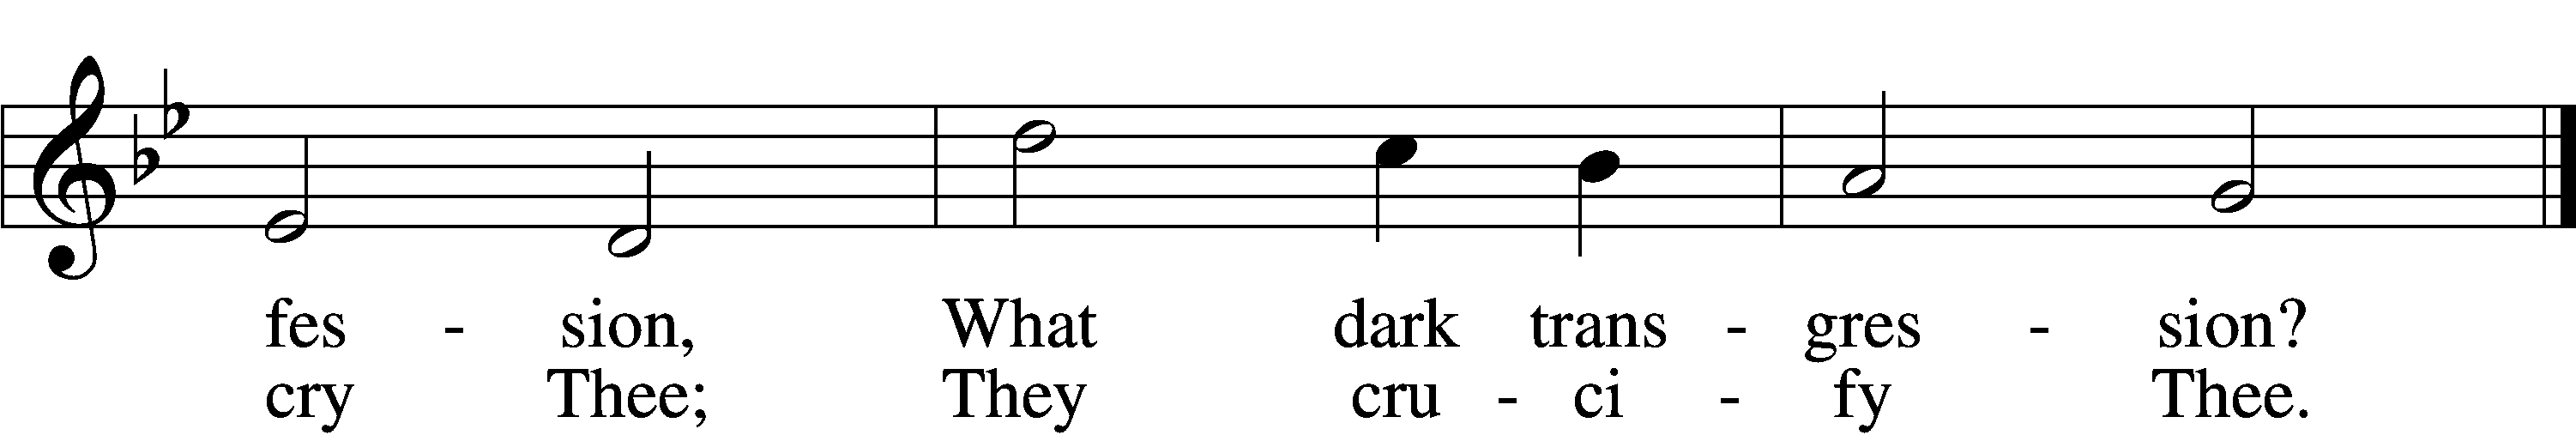 fes - sion, What dark trans - gres - sion?
cry Thee; They cru - ci - fy Thee.